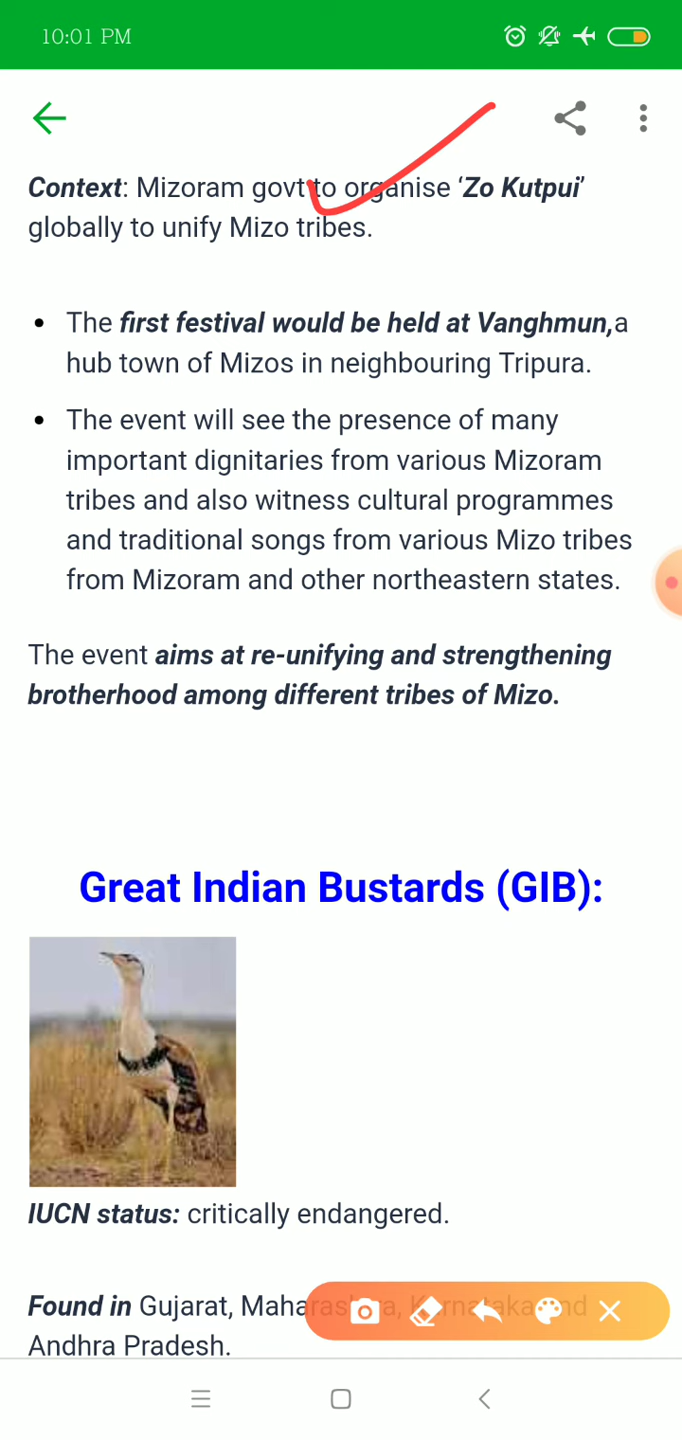 10:01 PM
Context: Mizoram govt to organise ‘Zo Kutpui’
globally to unify Mizo tribes.
• The first festival would be held at Vanghmun,a
hub town of Mizos in neighbouring Tripura.
• The event will see the presence of many
important dignitaries from various Mizoram
tribes and also witness cultural programmes
and traditional songs from various Mizo tribes
from Mizoram and other northeastern states.
The event aims at re-unifying and strengthening
brotherhood among different tribes of Mizo.
Great Indian Bustards (GIB):
IUCN status: critically endangered.
Found in Gujarat, Maharashtra, Karnataka and
Andhra Pradesh.